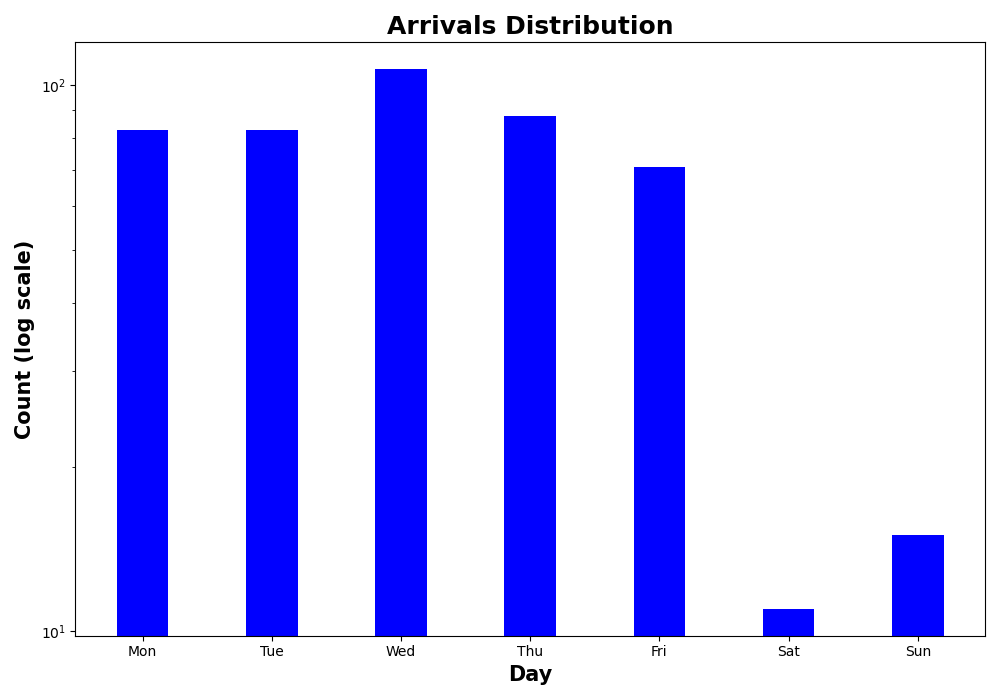 Arrivals Distribution
Count (log scale)
10²
10¹
Mon Tue Wed Thu Fri Sat Sun
Day